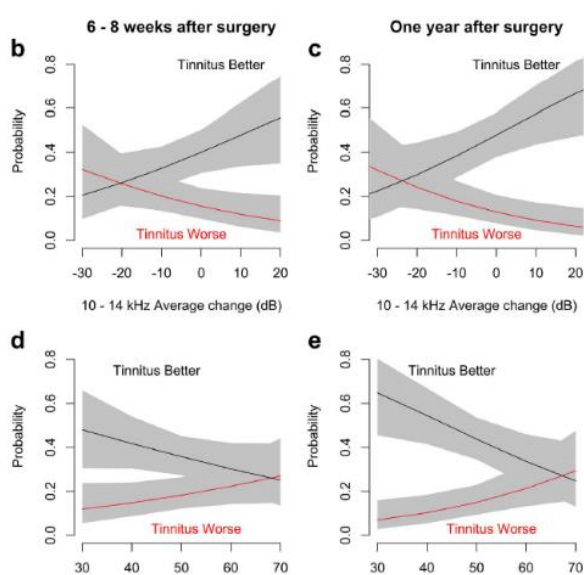 6 - 8 weeks after surgery
One year after surgery
b
Tinnitus Better
0.8
0.6
0.4
0.2
0.0
Probability
Tinnitus Worse
-30 -20 -10 0 10 20
10 - 14 kHz Average change (dB)
c
Tinnitus Better
0.8
0.6
0.4
0.2
0.0
Probability
Tinnitus Worse
-30 -20 -10 0 10 20
10 - 14 kHz Average change (dB)
d
Tinnitus Better
0.8
0.6
0.4
0.2
0.0
Probability
Tinnitus Worse
30 40 50 60 70
e
Tinnitus Better
0.8
0.6
0.4
0.2
0.0
Probability
Tinnitus Worse
30 40 50 60 70